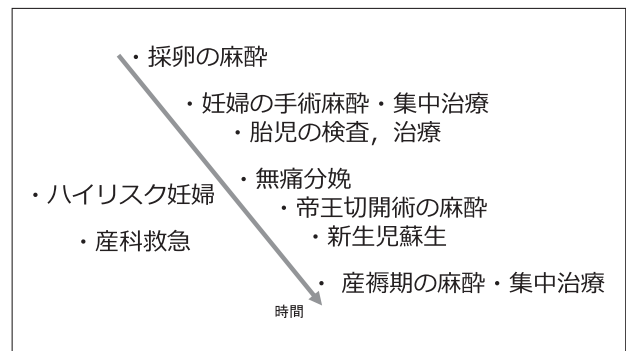 ・採卵の麻酔
・妊婦の手術麻酔・集中治療
・胎児の検査，治療
・無痛分娩
・ハイリスク妊婦
・帝王切開術の麻酔
・新生児蘇生
・産科救急
・ 産褥期の麻酔・集中治療
時間